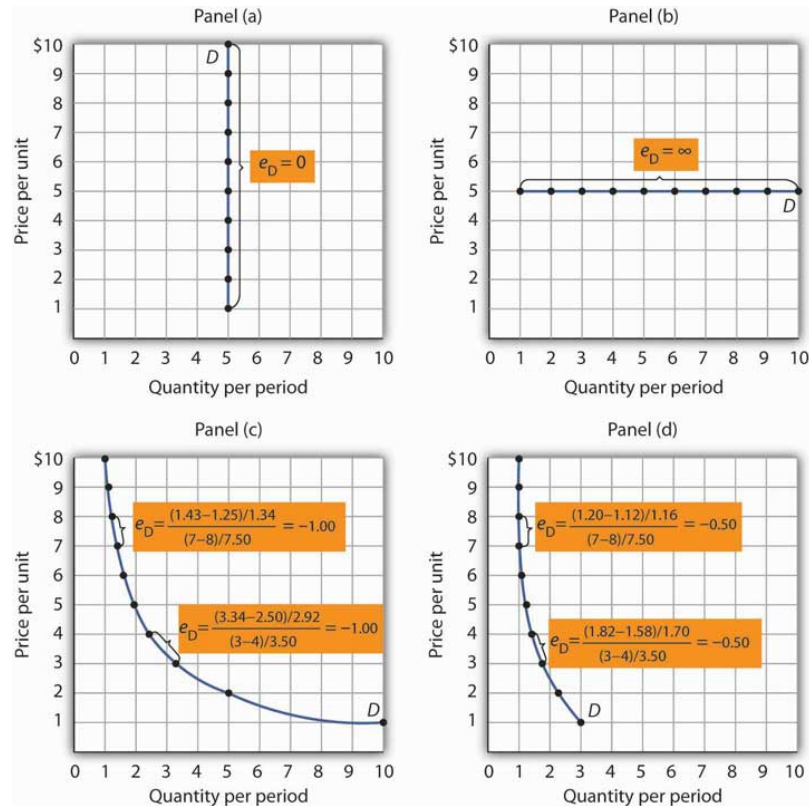 Panel (a)
Price per unit
$10
9
8
7
6
5
4
3
2
1
D
e_D = 0
0 1 2 3 4 5 6 7 8 9 10
Quantity per period
Panel (b)
Price per unit
$10
9
8
7
6
5
4
3
2
1
e_D = ∞
D
0 1 2 3 4 5 6 7 8 9 10
Quantity per period
Panel (c)
Price per unit
$10
9
8
7
6
5
4
3
2
1
e_D = (1.43–1.25)/1.34 / (7–8)/7.50 = –1.00
e_D = (3.34–2.50)/2.92 / (3–4)/3.50 = –1.00
D
0 1 2 3 4 5 6 7 8 9 10
Quantity per period
Panel (d)
Price per unit
$10
9
8
7
6
5
4
3
2
1
e_D = (1.20–1.12)/1.16 / (7–8)/7.50 = –0.50
e_D = (1.82–1.58)/1.70 / (3–4)/3.50 = –0.50
D
0 1 2 3 4 5 6 7 8 9 10
Quantity per period